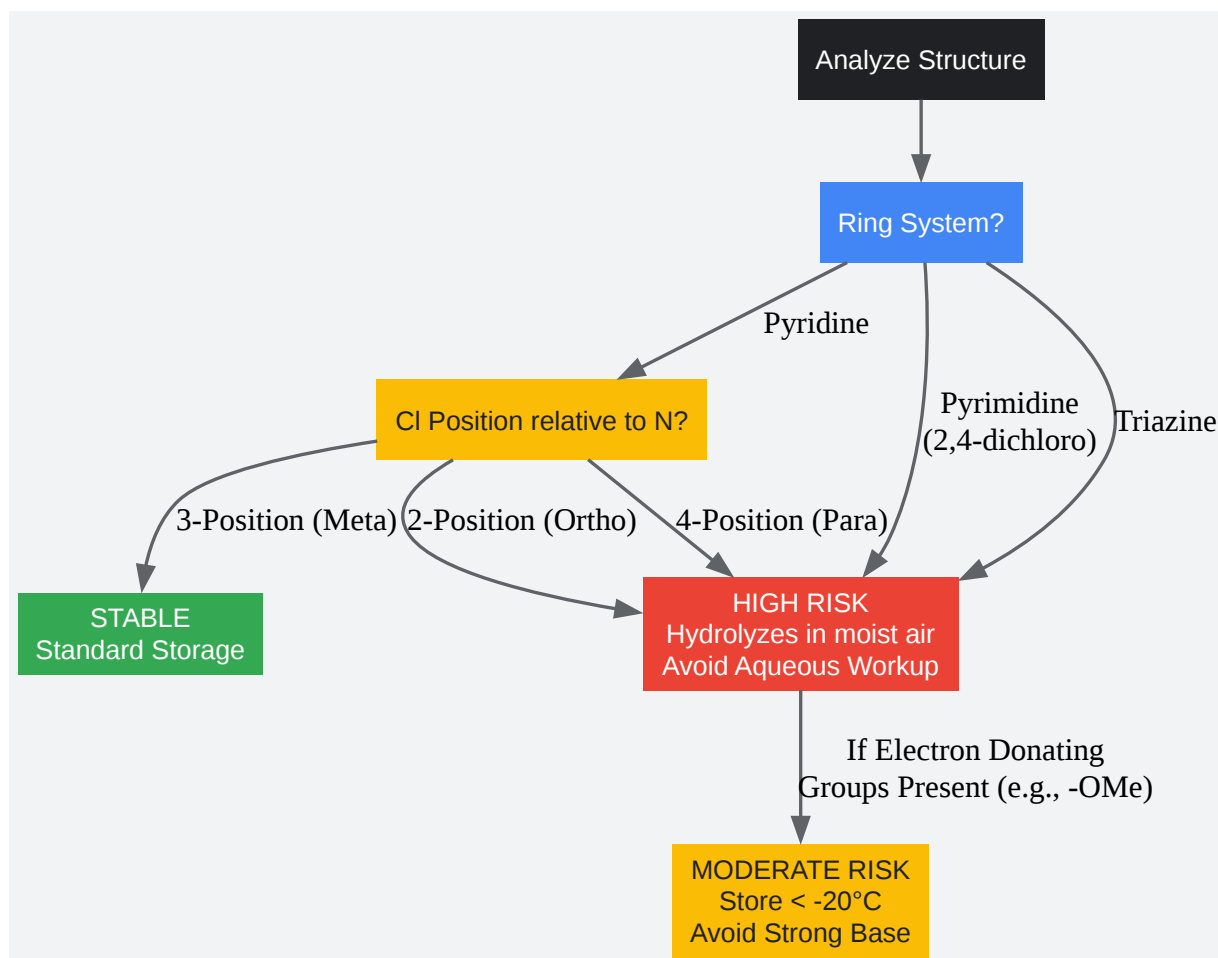 Analyze Structure
Ring System?
Pyridine
Pyrimidine
(2,4-dichloro)
Triazine
Cl Position relative to N?
3-Position (Meta)
2-Position (Ortho)
4-Position (Para)
STABLE
Standard Storage
HIGH RISK
Hydrolyzes in moist air
Avoid Aqueous Workup
If Electron Donating
Groups Present (e.g., -OMe)
MODERATE RISK
Store < -20°C
Avoid Strong Base